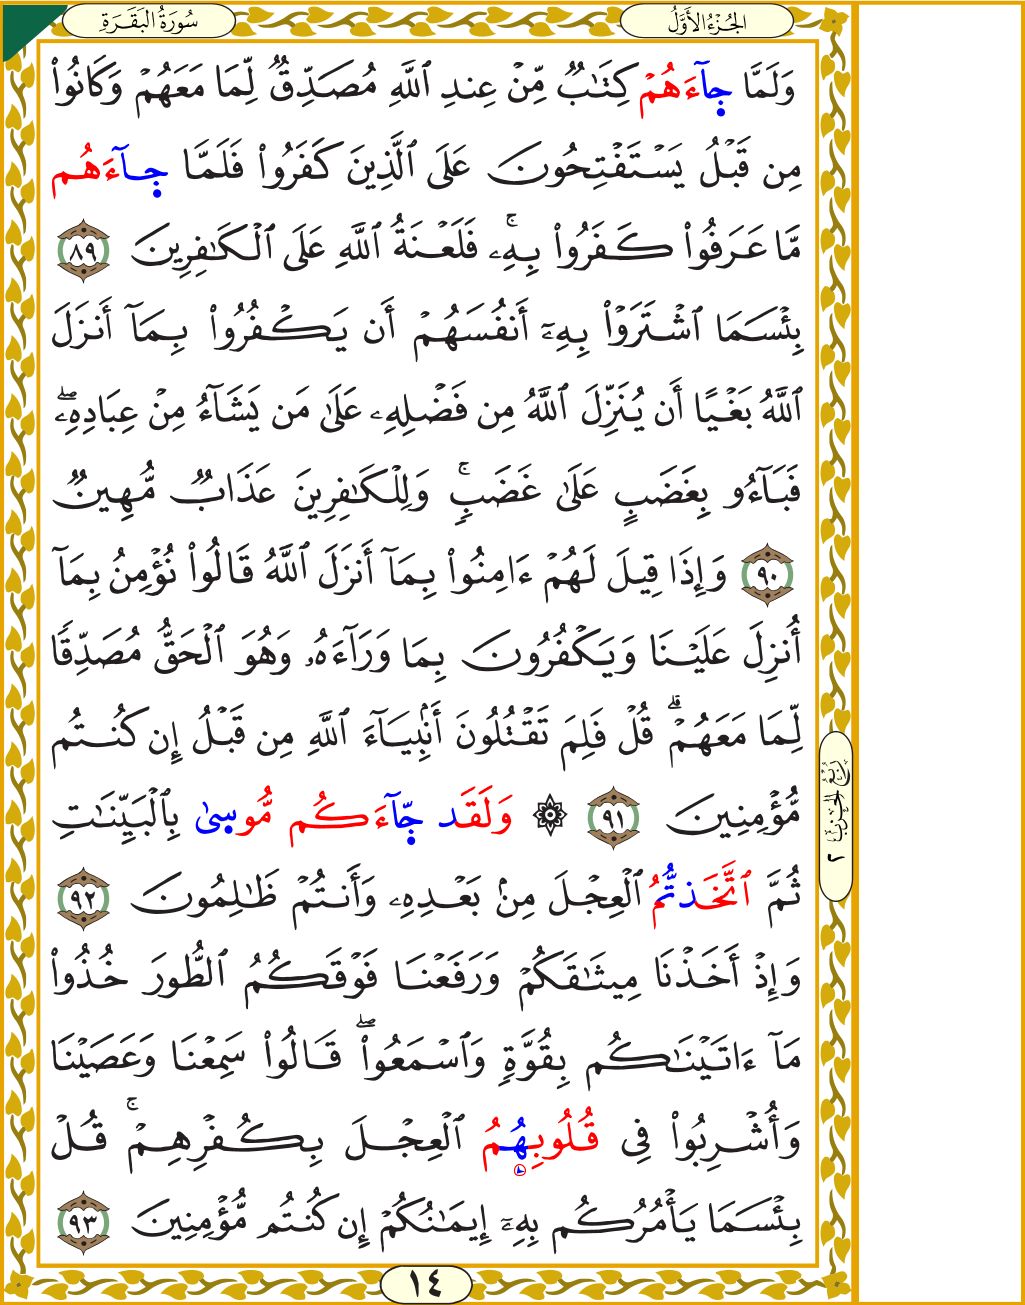 سُورَةُ الْبَقَرَةِ
الجُزْءُ الأَوَّلُ
وَلَمَّا جَآءَهُمۡ كِتَٰبٞ مِّنۡ عِندِ ٱللَّهِ مُصَدِّقٞ لِّمَا مَعَهُمۡ وَكَانُواْ
مِن قَبۡلُ يَسۡتَفۡتِحُونَ عَلَى ٱلَّذِينَ كَفَرُواْ فَلَمَّا جَآءَهُم
مَّا عَرَفُواْ كَفَرُواْ بِهِۦۚ فَلَعۡنَةُ ٱللَّهِ عَلَى ٱلۡكَٰفِرِينَ ٨٩
بِئۡسَمَا ٱشۡتَرَوۡاْ بِهِۦٓ أَنفُسَهُمۡ أَن يَكۡفُرُواْ بِمَآ أَنزَلَ
ٱللَّهُ بَغۡيًا أَن يُنَزِّلَ ٱللَّهُ مِن فَضۡلِهِۦ عَلَىٰ مَن يَشَآءُ مِنۡ عِبَادِهِۦۖ
فَبَآءُو بِغَضَبٍ عَلَىٰ غَضَبٖۚ وَلِلۡكَٰفِرِينَ عَذَابٞ مُّهِينٞ
٩٠ وَإِذَا قِيلَ لَهُمۡ ءَامِنُواْ بِمَآ أَنزَلَ ٱللَّهُ قَالُواْ نُؤۡمِنُ بِمَآ
أُنزِلَ عَلَيۡنَا وَيَكۡفُرُونَ بِمَا وَرَآءَهُۥ وَهُوَ ٱلۡحَقُّ مُصَدِّقٗا
لِّمَا مَعَهُمۡۗ قُلۡ فَلِمَ تَقۡتُلُونَ أَنۢبِيَآءَ ٱللَّهِ مِن قَبۡلُ إِن كُنتُم
مُّؤۡمِنِينَ ٩١ ۞ وَلَقَد جَّآءَكُم مُّوسِىٰ بِٱلۡبَيِّنَٰتِ
ثُمَّ ٱتَّخَذتُّمُ ٱلۡعِجۡلَ مِنۢ بَعۡدِهِۦ وَأَنتُمۡ ظَٰلِمُونَ ٩٢
وَإِذۡ أَخَذۡنَا مِيثَٰقَكُمۡ وَرَفَعۡنَا فَوۡقَكُمُ ٱلطُّورَ خُذُواْ
مَآ ءَاتَيۡنَٰكُم بِقُوَّةٖ وَٱسۡمَعُواْۖ قَالُواْ سَمِعۡنَا وَعَصَيۡنَا
وَأُشۡرِبُواْ فِي قُلُوبِهُمُ ٱلۡعِجۡلَ بِكُفۡرِهِمۡۚ قُلۡ
بِئۡسَمَا يَأۡمُرُكُم بِهِۦٓ إِيمَٰنُكُمۡ إِن كُنتُم مُّؤۡمِنِينَ ٩٣
رُبُعُ الحِزْبِ ٢
١٤